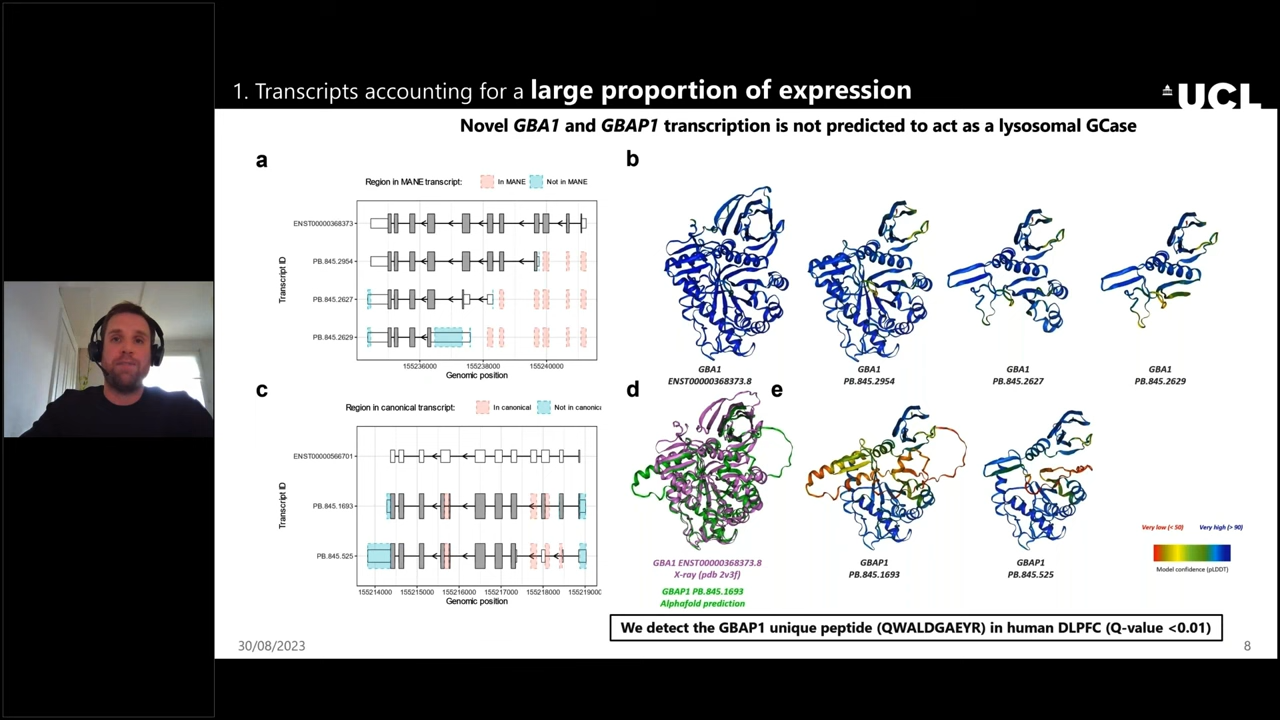 1. Transcripts accounting for a large proportion of expression
UCL
Novel GBA1 and GBAP1 transcription is not predicted to act as a lysosomal GCase
a
Region in MANE transcript: In MANE Not in MANE
Transcript ID
ENST00000368373
PB.845.2954
PB.845.2627
PB.845.2629
155236000 155238000 155240000
Genomic position
b
GBA1
ENST00000368373.8
GBA1
PB.845.2954
GBA1
PB.845.2627
GBA1
PB.845.2629
c
Region in canonical transcript: In canonical Not in canonic
Transcript ID
ENST00000566701
PB.845.1693
PB.845.525
155214000 155215000 155216000 155217000 155218000 155219000
Genomic position
d
GBA1 ENST00000368373.8
X-ray (pdb 2v3f)
GBAP1 PB.845.1693
Alphafold prediction
e
GBAP1
PB.845.1693
GBAP1
PB.845.525
Very low (< 50) Very high (> 90)
Model confidence (pLDDT)
We detect the GBAP1 unique peptide (QWALDGAEYR) in human DLPFC (Q-value <0.01)
30/08/2023
8